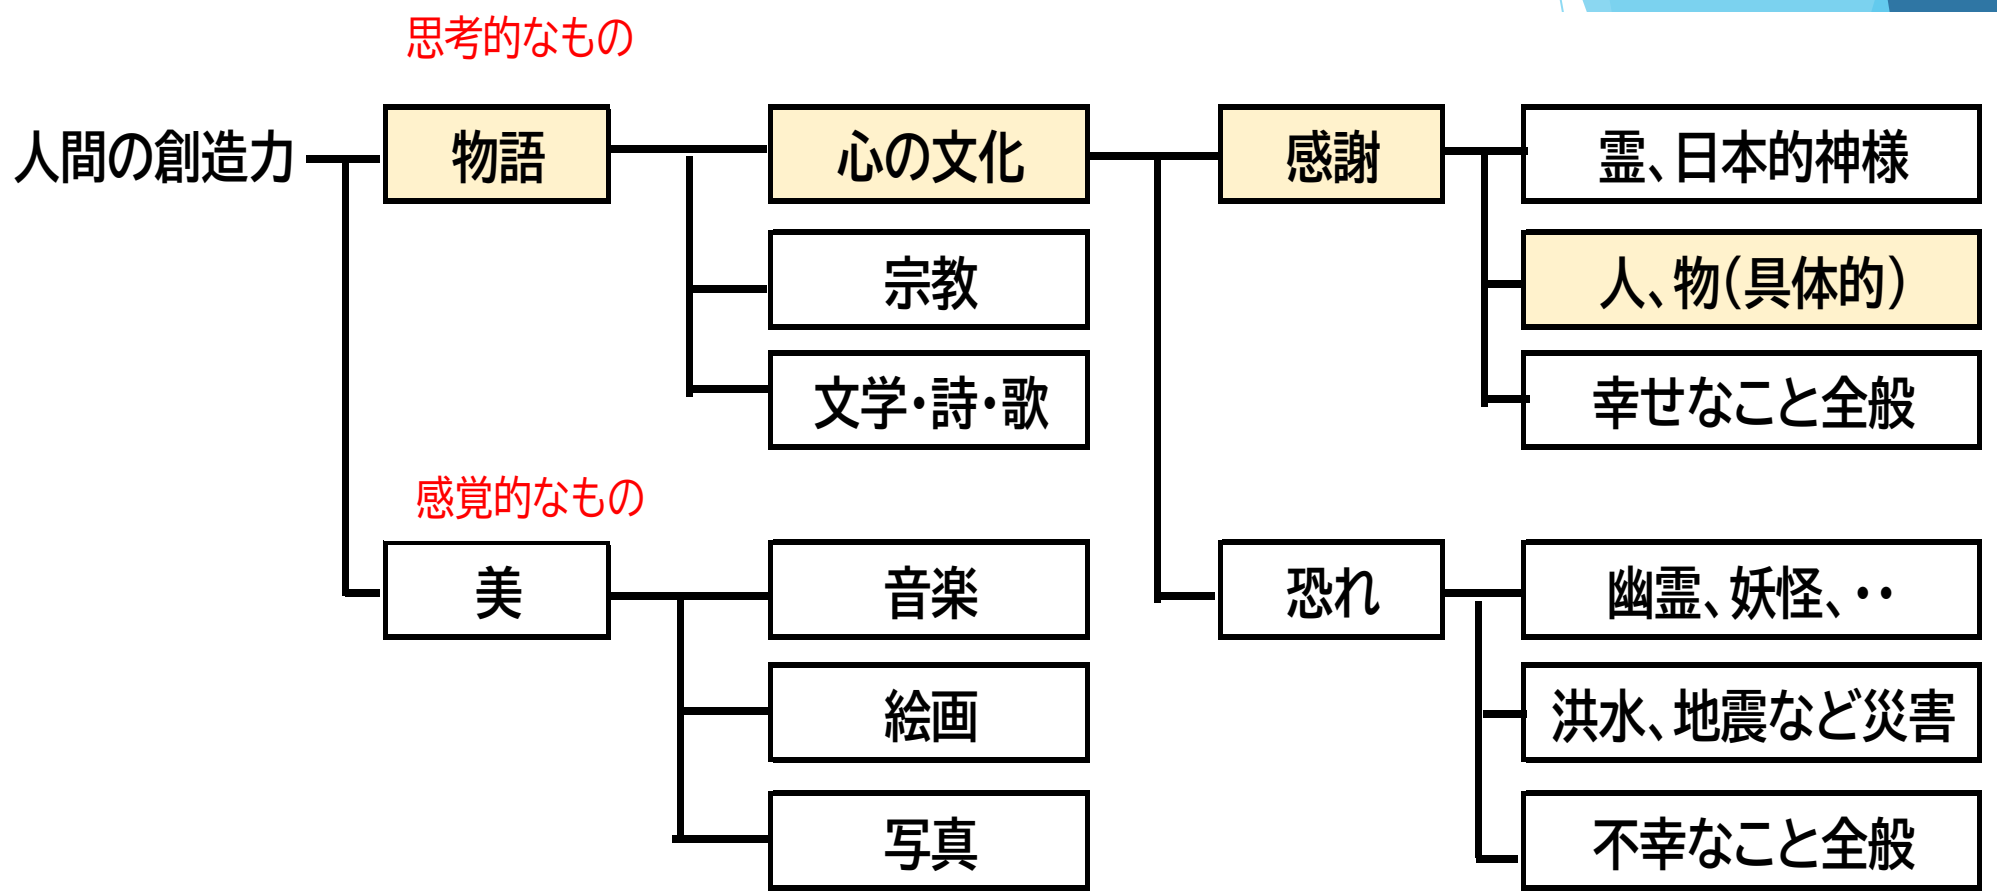 思考的なもの
人間の創造力
物語
心の文化
感謝
霊、日本的神様
宗教
人、物(具体的)
文学・詩・歌
幸せなこと全般
感覚的なもの
美
音楽
恐れ
幽霊、妖怪、・・
絵画
洪水、地震など災害
写真
不幸なこと全般